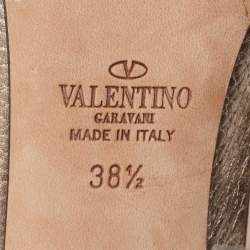 VALENTINO
GARAVANI
MADE IN ITALY
38½